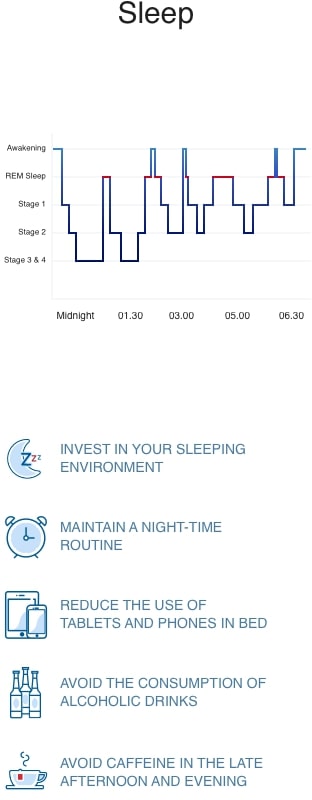 Sleep
Awakening
REM Sleep
Stage 1
Stage 2
Stage 3 & 4
Midnight 01.30 03.00 05.00 06.30
Zzz
INVEST IN YOUR SLEEPING
ENVIRONMENT
MAINTAIN A NIGHT-TIME
ROUTINE
REDUCE THE USE OF
TABLETS AND PHONES IN BED
AVOID THE CONSUMPTION OF
ALCOHOLIC DRINKS
AVOID CAFFEINE IN THE LATE
AFTERNOON AND EVENING